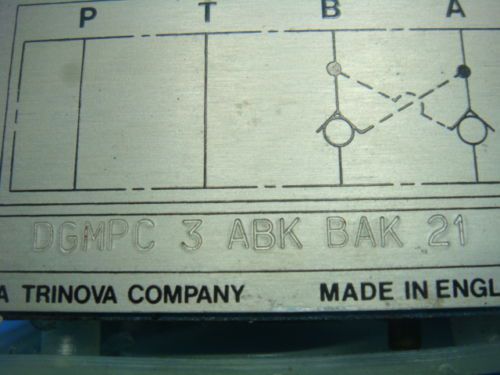 P T B A
DGMPC 3 ABK BAK 21
A TRINOVA COMPANY MADE IN ENGL